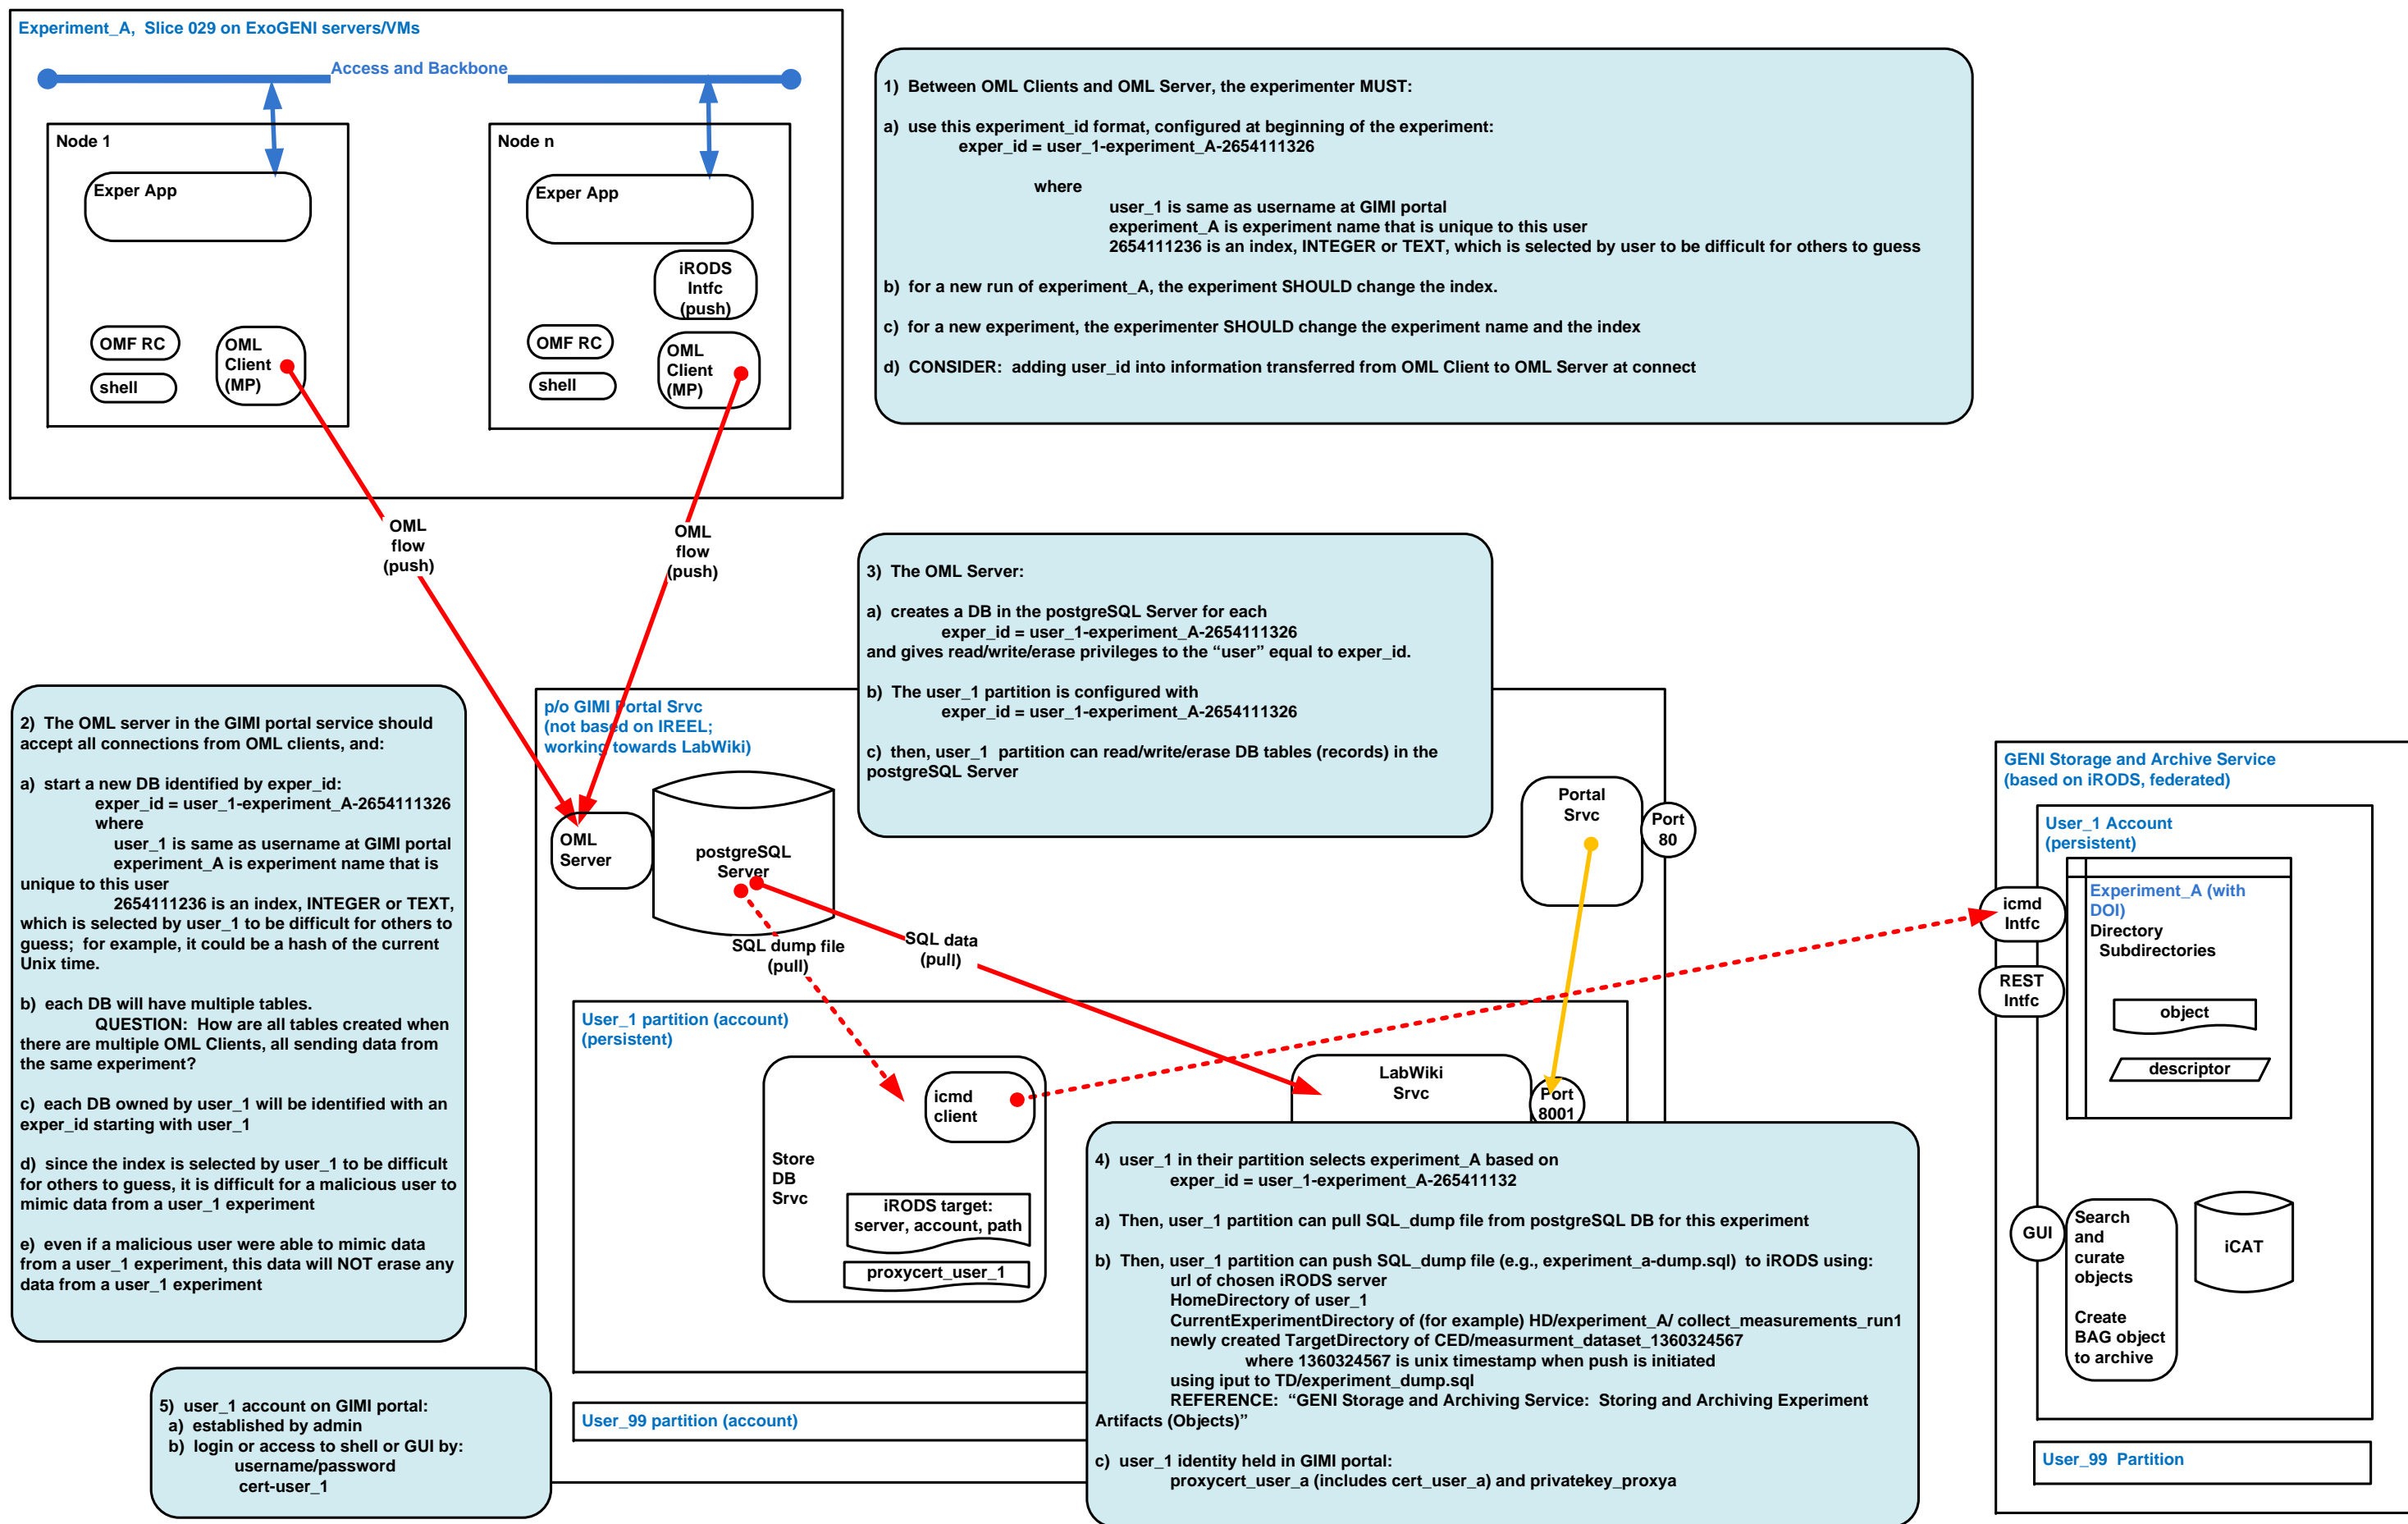 Experiment_A,  Slice 029 on ExoGENI servers/VMs
Access and Backbone
Node 1
Exper App
OMF RC
shell
OML
Client
(MP)
Node n
Exper App
iRODS
Intfc
(push)
OMF RC
shell
OML
Client
(MP)
OML
flow
(push)
OML
flow
(push)
1)  Between OML Clients and OML Server, the experimenter MUST:
a)  use this experiment_id format, configured at beginning of the experiment:
exper_id = user_1-experiment_A-2654111326
where
user_1 is same as username at GIMI portal
experiment_A is experiment name that is unique to this user
2654111236 is an index, INTEGER or TEXT, which is selected by user to be difficult for others to guess
b)  for a new run of experiment_A, the experiment SHOULD change the index.
c)  for a new experiment, the experimenter SHOULD change the experiment name and the index
d)  CONSIDER:  adding user_id into information transferred from OML Client to OML Server at connect
2)  The OML server in the GIMI portal service should
accept all connections from OML clients, and:
a)  start a new DB identified by exper_id:
exper_id = user_1-experiment_A-2654111326
where
user_1 is same as username at GIMI portal
experiment_A is experiment name that is
unique to this user
2654111236 is an index, INTEGER or TEXT,
which is selected by user_1 to be difficult for others to
guess;  for example, it could be a hash of the current
Unix time.
b)  each DB will have multiple tables.
QUESTION:  How are all tables created when
there are multiple OML Clients, all sending data from
the same experiment?
c)  each DB owned by user_1 will be identified with an
exper_id starting with user_1
d)  since the index is selected by user_1 to be difficult
for others to guess, it is difficult for a malicious user to
mimic data from a user_1 experiment
e)  even if a malicious user were able to mimic data
from a user_1 experiment, this data will NOT erase any
data from a user_1 experiment
3)  The OML Server:
a)  creates a DB in the postgreSQL Server for each
exper_id = user_1-experiment_A-2654111326
and gives read/write/erase privileges to the “user” equal to exper_id.
b)  The user_1 partition is configured with
exper_id = user_1-experiment_A-2654111326
c)  then, user_1  partition can read/write/erase DB tables (records) in the
postgreSQL Server
p/o GIMI Portal Srvc
(not based on IREEL;
working towards LabWiki)
OML
Server
postgreSQL
Server
SQL dump file
(pull)
SQL data
(pull)
Portal
Srvc
Port
80
User_1 partition (account)
(persistent)
icmd
client
Store
DB
Srvc
iRODS target:
server, account, path
proxycert_user_1
LabWiki
Srvc
Port
8001
User_99 partition (account)
4)  user_1 in their partition selects experiment_A based on
exper_id = user_1-experiment_A-265411132
a)  Then, user_1 partition can pull SQL_dump file from postgreSQL DB for this experiment
b)  Then, user_1 partition can push SQL_dump file (e.g., experiment_a-dump.sql)  to iRODS using:
url of chosen iRODS server
HomeDirectory of user_1
CurrentExperimentDirectory of (for example) HD/experiment_A/ collect_measurements_run1
newly created TargetDirectory of CED/measurment_dataset_1360324567
where 1360324567 is unix timestamp when push is initiated
using iput to TD/experiment_dump.sql
REFERENCE:  “GENI Storage and Archiving Service:  Storing and Archiving Experiment
Artifacts (Objects)”
c)  user_1 identity held in GIMI portal:
proxycert_user_a (includes cert_user_a) and privatekey_proxya
5)  user_1 account on GIMI portal:
a)  established by admin
b)  login or access to shell or GUI by:
username/password
cert-user_1
GENI Storage and Archive Service
(based on iRODS, federated)
User_1 Account
(persistent)
Experiment_A (with
DOI)
Directory
Subdirectories
object
descriptor
icmd
Intfc
REST
Intfc
GUI
Search
and
curate
objects
Create
BAG object
to archive
iCAT
User_99  Partition